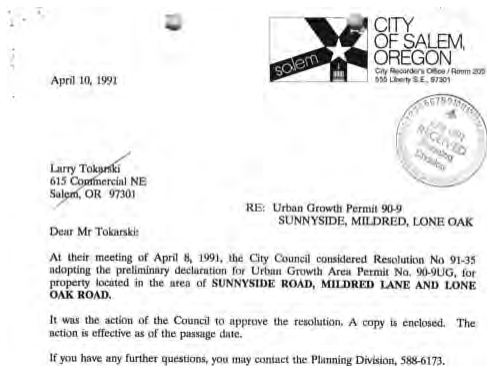 CITY
OF SALEM,
OREGON
salem
City Recorder's Office / Room 205
555 Liberty S.E., 97301
April 10, 1991
RECEIVED
Planning
Division
Larry Tokarski
615 Commercial NE
Salem, OR 97301
RE: Urban Growth Permit 90-9
SUNNYSIDE, MILDRED, LONE OAK
Dear Mr Tokarski:
At their meeting of April 8, 1991, the City Council considered Resolution No 91-35
adopting the preliminary declaration for Urban Growth Area Permit No. 90-9UG, for
property located in the area of SUNNYSIDE ROAD, MILDRED LANE AND LONE
OAK ROAD.
It was the action of the Council to approve the resolution. A copy is enclosed. The
action is effective as of the passage date.
If you have any further questions, you may contact the Planning Division, 588-6173.